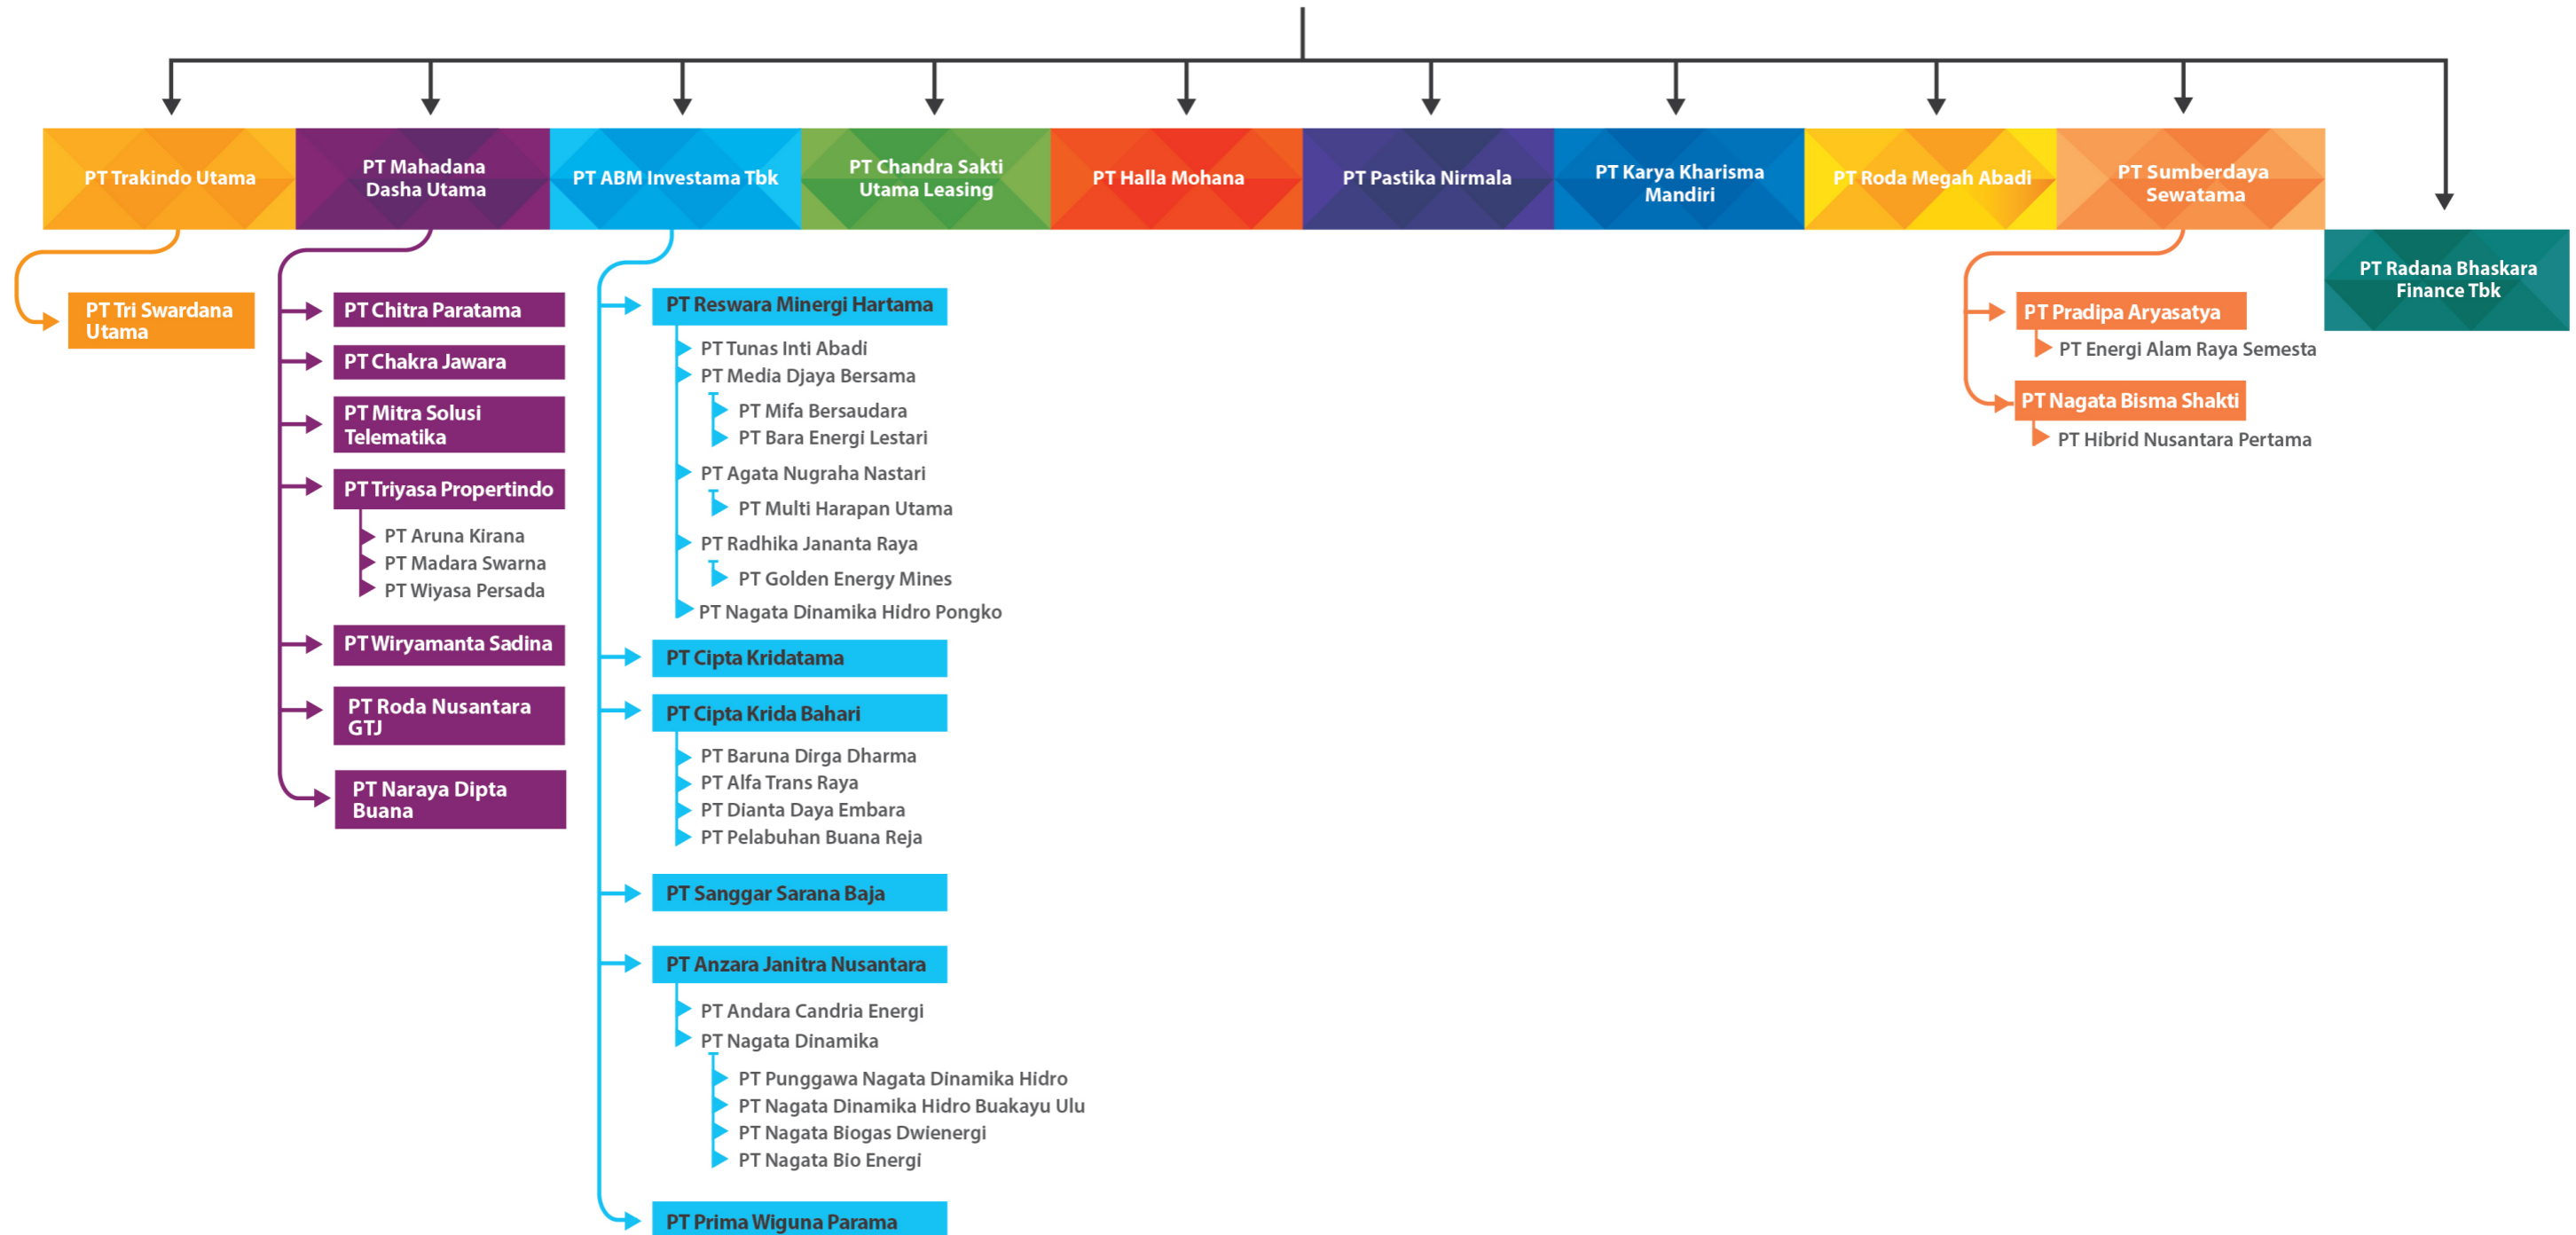 PT Trakindo Utama
PT Mahadana
Dasha Utama
PT ABM Investama Tbk
PT Chandra Sakti
Utama Leasing
PT Halla Mohana
PT Pastika Nirmala
PT Karya Kharisma
Mandiri
PT Roda Megah Abadi
PT Sumberdaya
Sewatama
PT Radana Bhaskara
Finance Tbk
PT Tri Swardana
Utama
PT Chitra Paratama
PT Chakra Jawara
PT Mitra Solusi
Telematika
PT Triyasa Propertindo
PT Aruna Kirana
PT Madara Swarna
PT Wiyasa Persada
PT Wiryamanta Sadina
PT Roda Nusantara
GTJ
PT Naraya Dipta
Buana
PT Reswara Minergi Hartama
PT Tunas Inti Abadi
PT Media Djaya Bersama
PT Mifa Bersaudara
PT Bara Energi Lestari
PT Agata Nugraha Nastari
PT Multi Harapan Utama
PT Radhika Jananta Raya
PT Golden Energy Mines
PT Nagata Dinamika Hidro Pongko
PT Cipta Kridatama
PT Cipta Krida Bahari
PT Baruna Dirga Dharma
PT Alfa Trans Raya
PT Dianta Daya Embara
PT Pelabuhan Buana Reja
PT Sanggar Sarana Baja
PT Anzara Janitra Nusantara
PT Andara Candria Energi
PT Nagata Dinamika
PT Punggawa Nagata Dinamika Hidro
PT Nagata Dinamika Hidro Buakayu Ulu
PT Nagata Biogas Dwienergi
PT Nagata Bio Energi
PT Prima Wiguna Parama
PT Pradipa Aryasatya
PT Energi Alam Raya Semesta
PT Nagata Bisma Shakti
PT Hibrid Nusantara Pertama